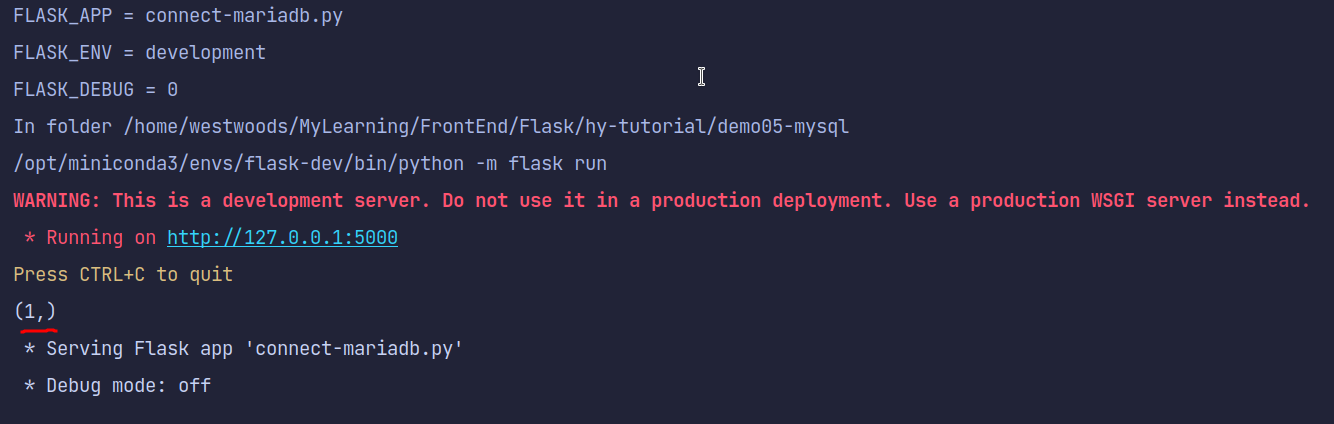 FLASK_APP = connect-mariadb.py
FLASK_ENV = development
FLASK_DEBUG = 0
In folder /home/westwoods/MyLearning/FrontEnd/Flask/hy-tutorial/demo05-mysql
/opt/miniconda3/envs/flask-dev/bin/python -m flask run
WARNING: This is a development server. Do not use it in a production deployment. Use a production WSGI server instead.
 * Running on http://127.0.0.1:5000
Press CTRL+C to quit
(1,)
 * Serving Flask app 'connect-mariadb.py'
 * Debug mode: off